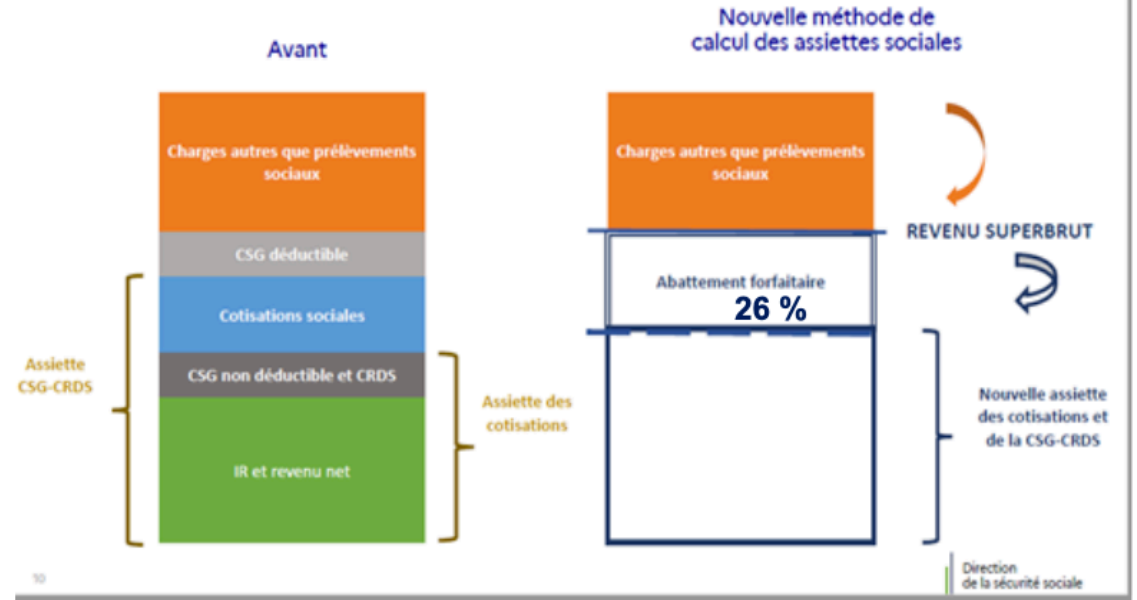 Avant
Nouvelle méthode de
calcul des assiettes sociales
Charges autres que prélèvements
sociaux
CSG déductible
Cotisations sociales
CSG non déductible et CRDS
IR et revenu net
Assiette
CSG-CRDS
Assiette des
cotisations
Charges autres que prélèvements
sociaux
REVENU SUPERBRUT
Abattement forfaitaire
26 %
Nouvelle assiette
des cotisations et
de la CSG-CRDS
10
Direction
de la sécurité sociale